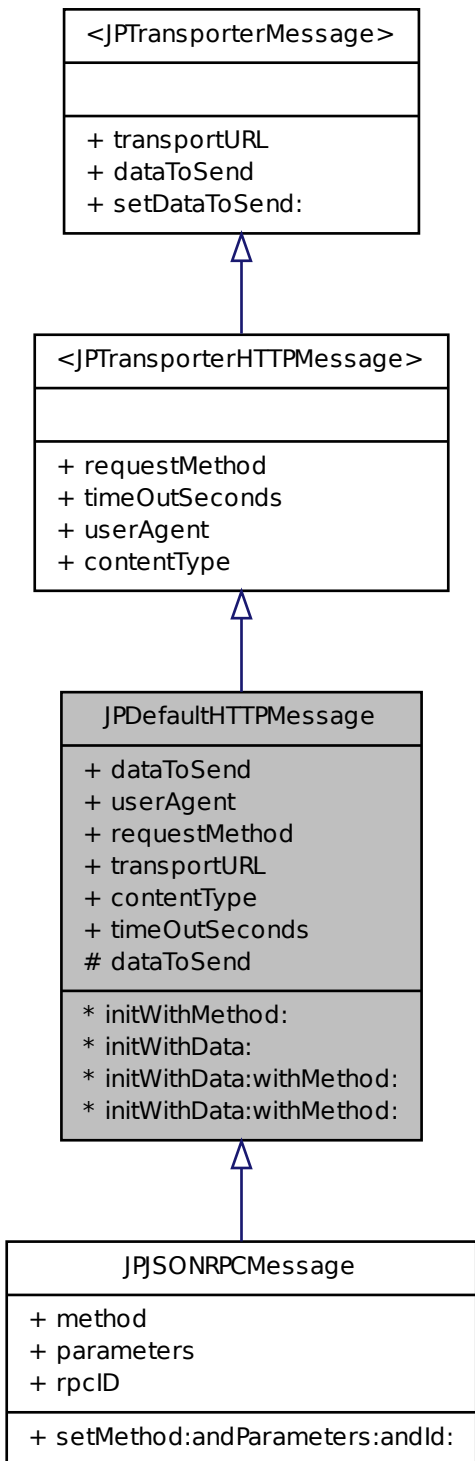 <JPTransporterMessage>
+ transportURL
+ dataToSend
+ setDataToSend:
<JPTransporterHTTPMessage>
+ requestMethod
+ timeOutSeconds
+ userAgent
+ contentType
JPDefaultHTTPMessage
+ dataToSend
+ userAgent
+ requestMethod
+ transportURL
+ contentType
+ timeOutSeconds
# dataToSend
* initWithMethod:
* initWithData:
* initWithData:withMethod:
* initWithData:withMethod:
JPJSONRPCMessage
+ method
+ parameters
+ rpcID
+ setMethod:andParameters:andId: